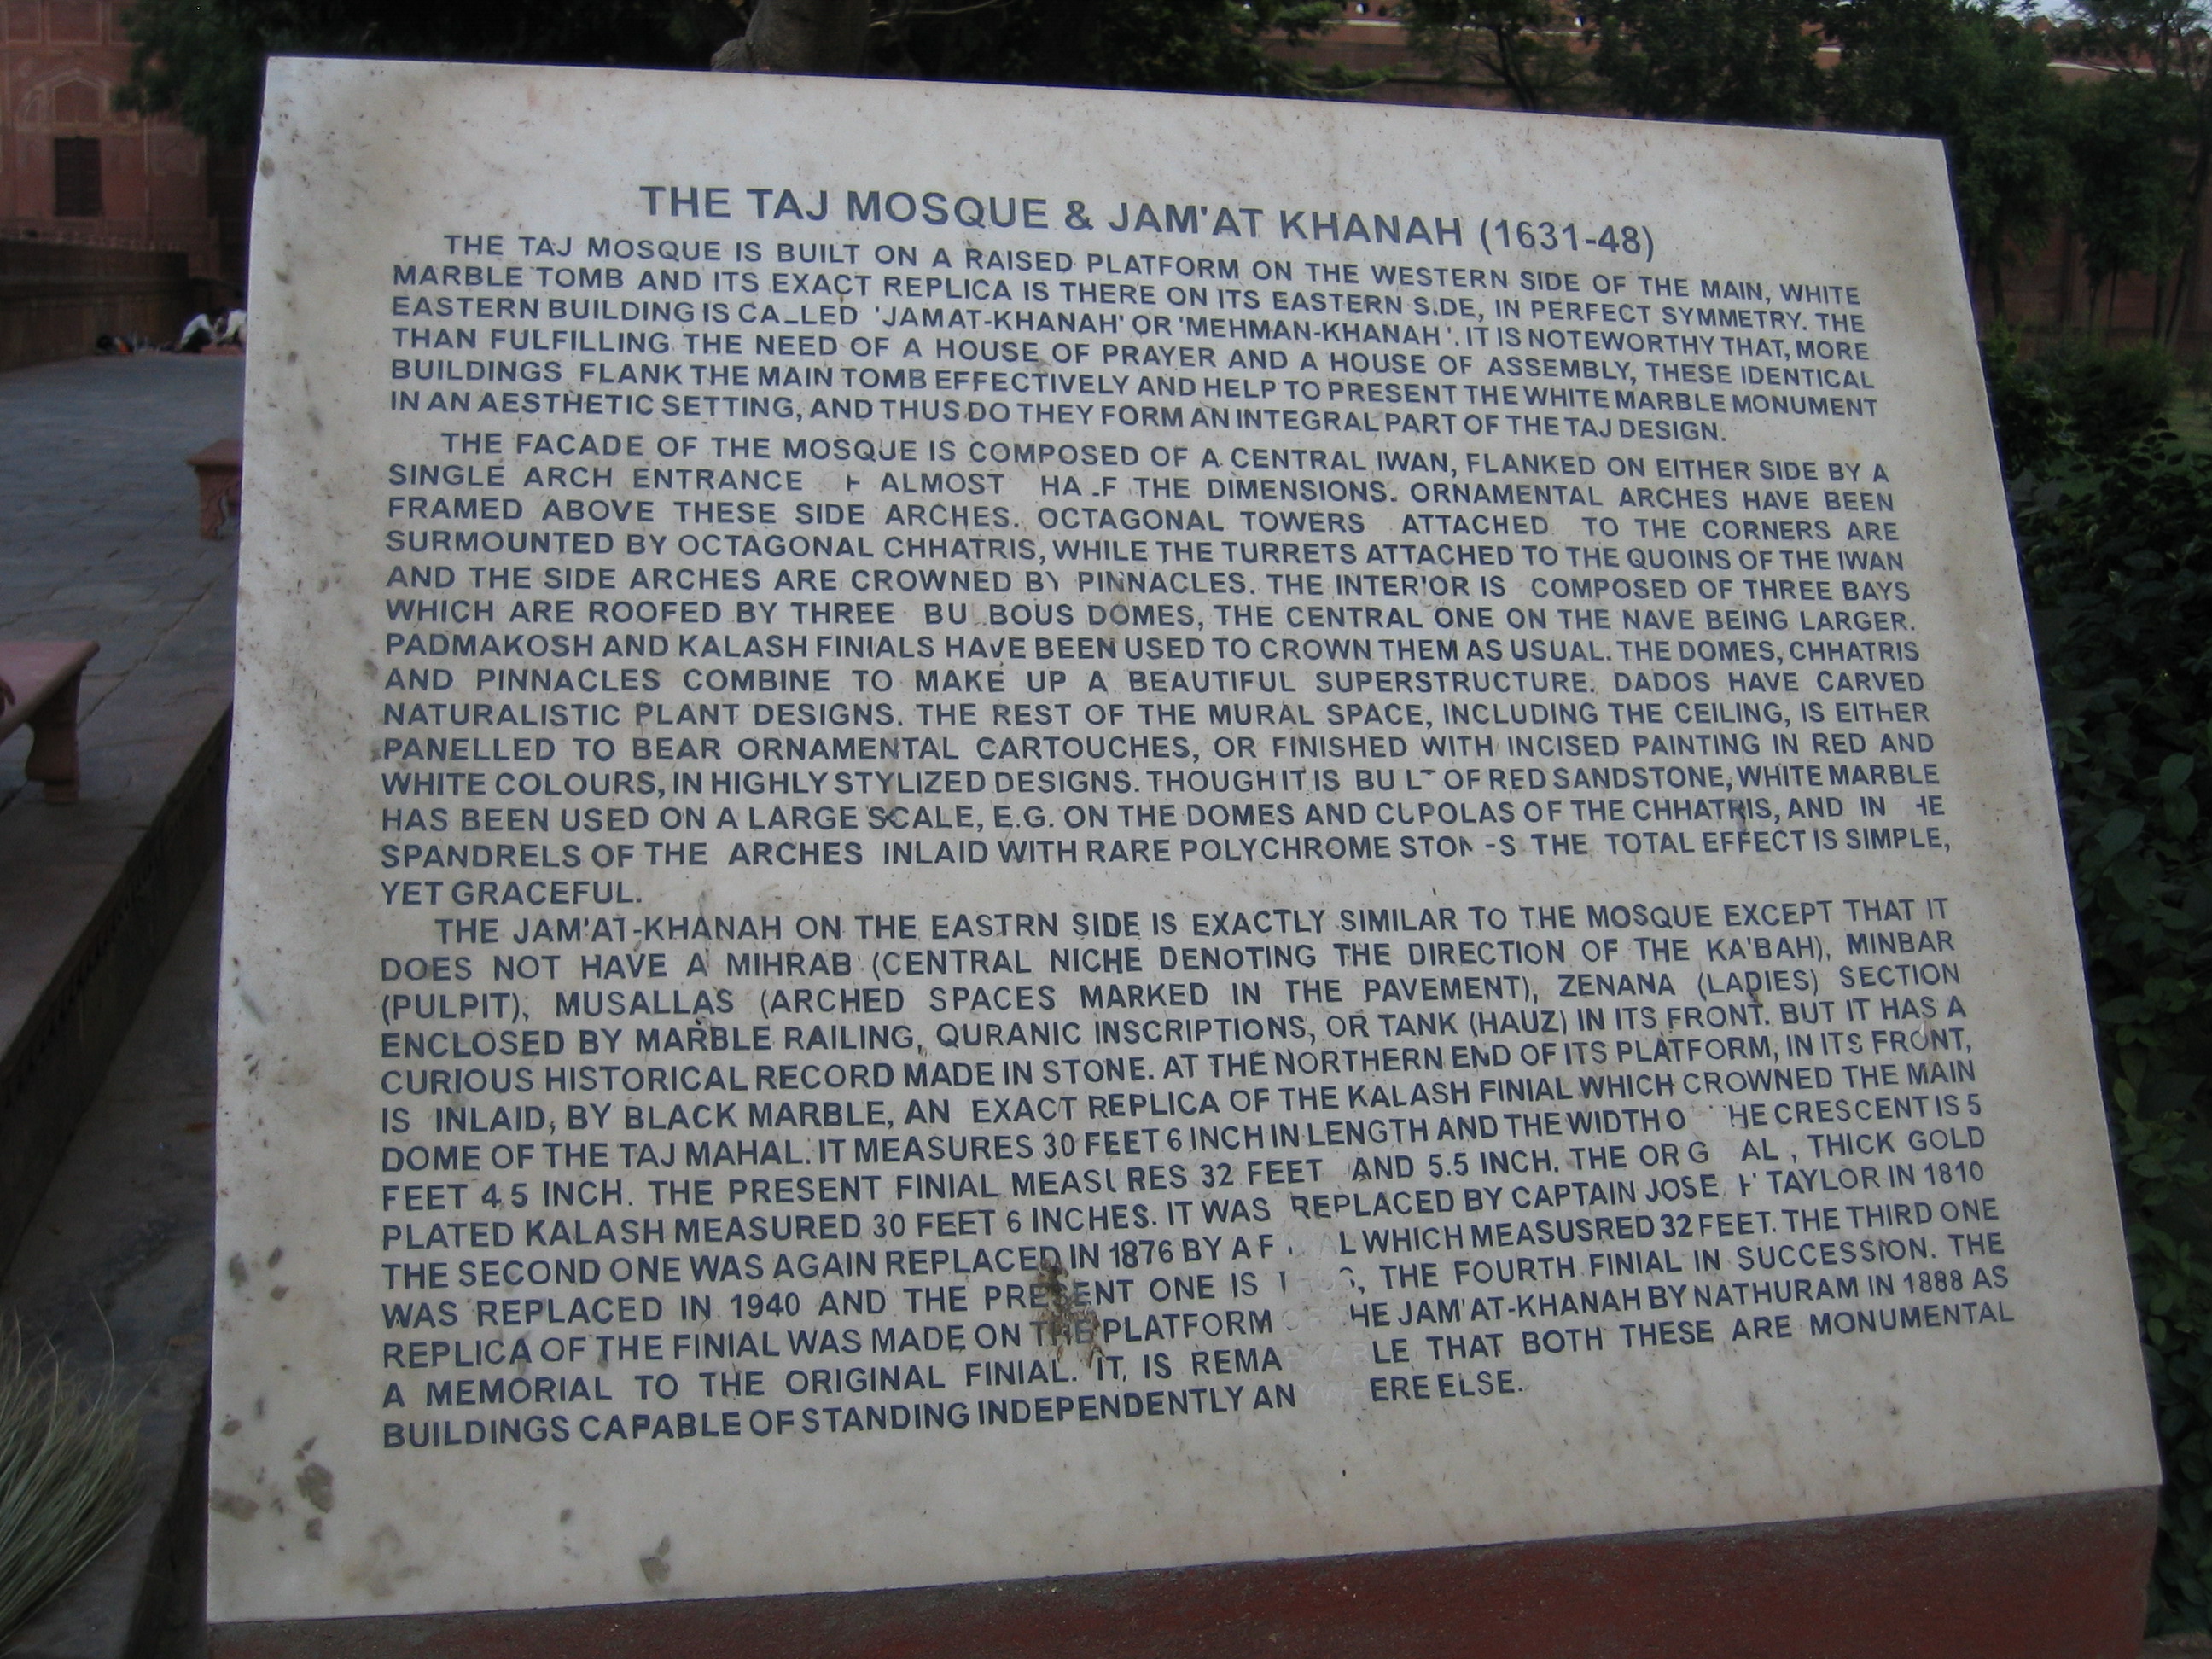 THE TAJ MOSQUE & JAM'AT KHANAH (1631-48)
THE TAJ MOSQUE IS BUILT ON A RAISED PLATFORM ON THE WESTERN SIDE OF THE MAIN, WHITE
MARBLE TOMB AND ITS EXACT REPLICA IS THERE ON ITS EASTERN SIDE, IN PERFECT SYMMETRY. THE
EASTERN BUILDING IS CALLED 'JAMAT-KHANAH' OR 'MEHMAN-KHANAH'. IT IS NOTEWORTHY THAT, MORE
THAN FULFILLING THE NEED OF A HOUSE OF PRAYER AND A HOUSE OF ASSEMBLY, THESE IDENTICAL
BUILDINGS FLANK THE MAIN TOMB EFFECTIVELY AND HELP TO PRESENT THE WHITE MARBLE MONUMENT
IN AN AESTHETIC SETTING, AND THUS DO THEY FORM AN INTEGRAL PART OF THE TAJ DESIGN.
THE FACADE OF THE MOSQUE IS COMPOSED OF A CENTRAL IWAN, FLANKED ON EITHER SIDE BY A
SINGLE ARCH ENTRANCE OF ALMOST HALF THE DIMENSIONS. ORNAMENTAL ARCHES HAVE BEEN
FRAMED ABOVE THESE SIDE ARCHES. OCTAGONAL TOWERS ATTACHED TO THE CORNERS ARE
SURMOUNTED BY OCTAGONAL CHHATRIS, WHILE THE TURRETS ATTACHED TO THE QUOINS OF THE IWAN
AND THE SIDE ARCHES ARE CROWNED BY PINNACLES. THE INTERIOR IS COMPOSED OF THREE BAYS
WHICH ARE ROOFED BY THREE BULBOUS DOMES, THE CENTRAL ONE ON THE NAVE BEING LARGER.
PADMAKOSH AND KALASH FINIALS HAVE BEEN USED TO CROWN THEM AS USUAL. THE DOMES, CHHATRIS
AND PINNACLES COMBINE TO MAKE UP A BEAUTIFUL SUPERSTRUCTURE. DADOS HAVE CARVED
NATURALISTIC PLANT DESIGNS. THE REST OF THE MURAL SPACE, INCLUDING THE CEILING, IS EITHER
PANELLED TO BEAR ORNAMENTAL CARTOUCHES, OR FINISHED WITH INCISED PAINTING IN RED AND
WHITE COLOURS, IN HIGHLY STYLIZED DESIGNS. THOUGH IT IS BUILT OF RED SANDSTONE, WHITE MARBLE
HAS BEEN USED ON A LARGE SCALE, E.G. ON THE DOMES AND CUPOLAS OF THE CHHATRIS, AND IN THE
SPANDRELS OF THE ARCHES INLAID WITH RARE POLYCHROME STONES THE TOTAL EFFECT IS SIMPLE,
YET GRACEFUL.
THE JAM'AT-KHANAH ON THE EASTRN SIDE IS EXACTLY SIMILAR TO THE MOSQUE EXCEPT THAT IT
DOES NOT HAVE A MIHRAB (CENTRAL NICHE DENOTING THE DIRECTION OF THE KA'BAH), MINBAR
(PULPIT), MUSALLAS (ARCHED SPACES MARKED IN THE PAVEMENT), ZENANA (LADIES) SECTION
ENCLOSED BY MARBLE RAILING, QURANIC INSCRIPTIONS, OR TANK (HAUZ) IN ITS FRONT. BUT IT HAS A
CURIOUS HISTORICAL RECORD MADE IN STONE. AT THE NORTHERN END OF ITS PLATFORM, IN ITS FRONT,
IS INLAID, BY BLACK MARBLE, AN EXACT REPLICA OF THE KALASH FINIAL WHICH CROWNED THE MAIN
DOME OF THE TAJ MAHAL. IT MEASURES 30 FEET 6 INCH IN LENGTH AND THE WIDTH OF THE CRESCENT IS 5
FEET 4.5 INCH. THE PRESENT FINIAL MEASURES 32 FEET AND 5.5 INCH. THE ORIGINAL, THICK GOLD
PLATED KALASH MEASURED 30 FEET 6 INCHES. IT WAS REPLACED BY CAPTAIN JOSEPH TAYLOR IN 1810
THE SECOND ONE WAS AGAIN REPLACED IN 1876 BY A FINIAL WHICH MEASUSRED 32 FEET. THE THIRD ONE
WAS REPLACED IN 1940 AND THE PRESENT ONE IS THUS, THE FOURTH FINIAL IN SUCCESSION. THE
REPLICA OF THE FINIAL WAS MADE ON THE PLATFORM OF THE JAM'AT-KHANAH BY NATHURAM IN 1888 AS
A MEMORIAL TO THE ORIGINAL FINIAL. IT, IS REMARKABLE THAT BOTH THESE ARE MONUMENTAL
BUILDINGS CAPABLE OF STANDING INDEPENDENTLY ANYWHERE ELSE.